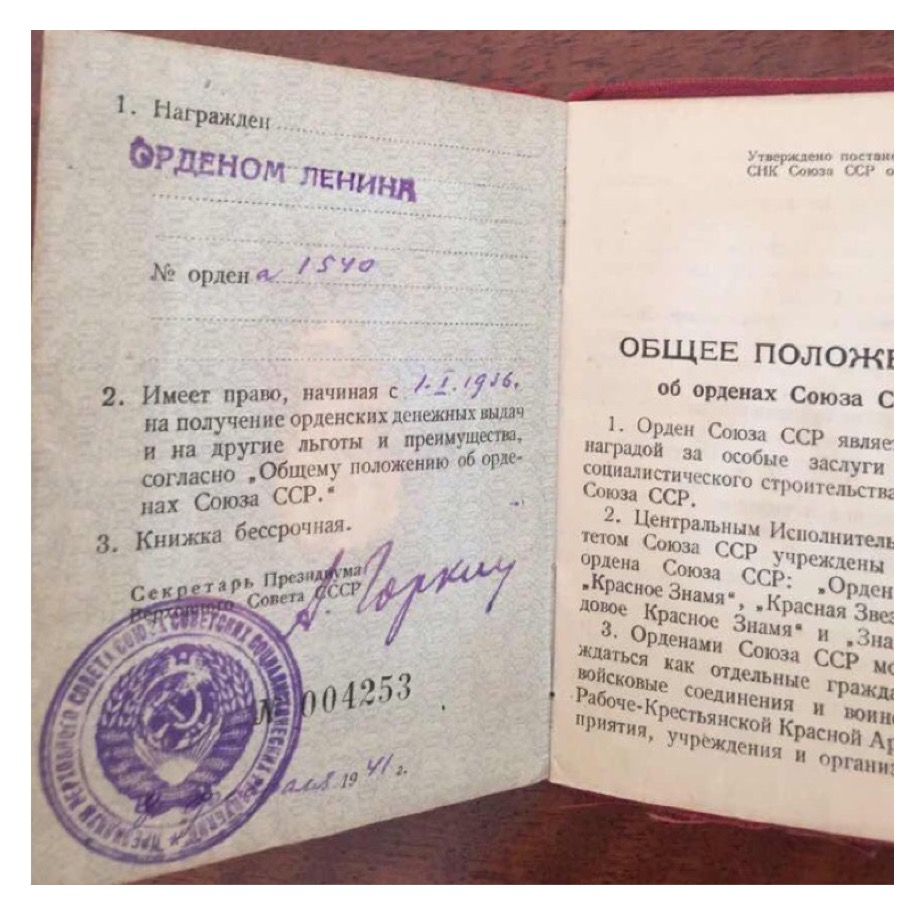 1. Награжден
ОРДЕНОМ ЛЕНИНА
№ ордена 1540
2. Имеет право, начиная с 1.I.1936.
на получение орденских денежных выдач
и на другие льготы и преимущества,
согласно „Общему положению об орде-
нах Союза ССР.“
3. Книжка бессрочная.
Секретарь Президиума
Верховного Совета СССР
А Горкин
№ 004253
1941 г.
Утверждено постано
СНК Союза ССР о
ОБЩЕЕ ПОЛОЖЕ
об орденах Союза С
1. Орден Союза ССР являет
наградой за особые заслуги
социалистического строительства
Союза ССР.
2. Центральным Исполнитель
тетом Союза ССР учреждены
ордена Союза ССР: „Орден
„Красное Знамя“, „Красная Звез
довое Красное Знамя“ и „Зна
3. Орденами Союза ССР мо
ждаться как отдельные гражда
войсковые соединения и воинс
Рабоче-Крестьянской Красной Ар
приятия, учреждения и организ